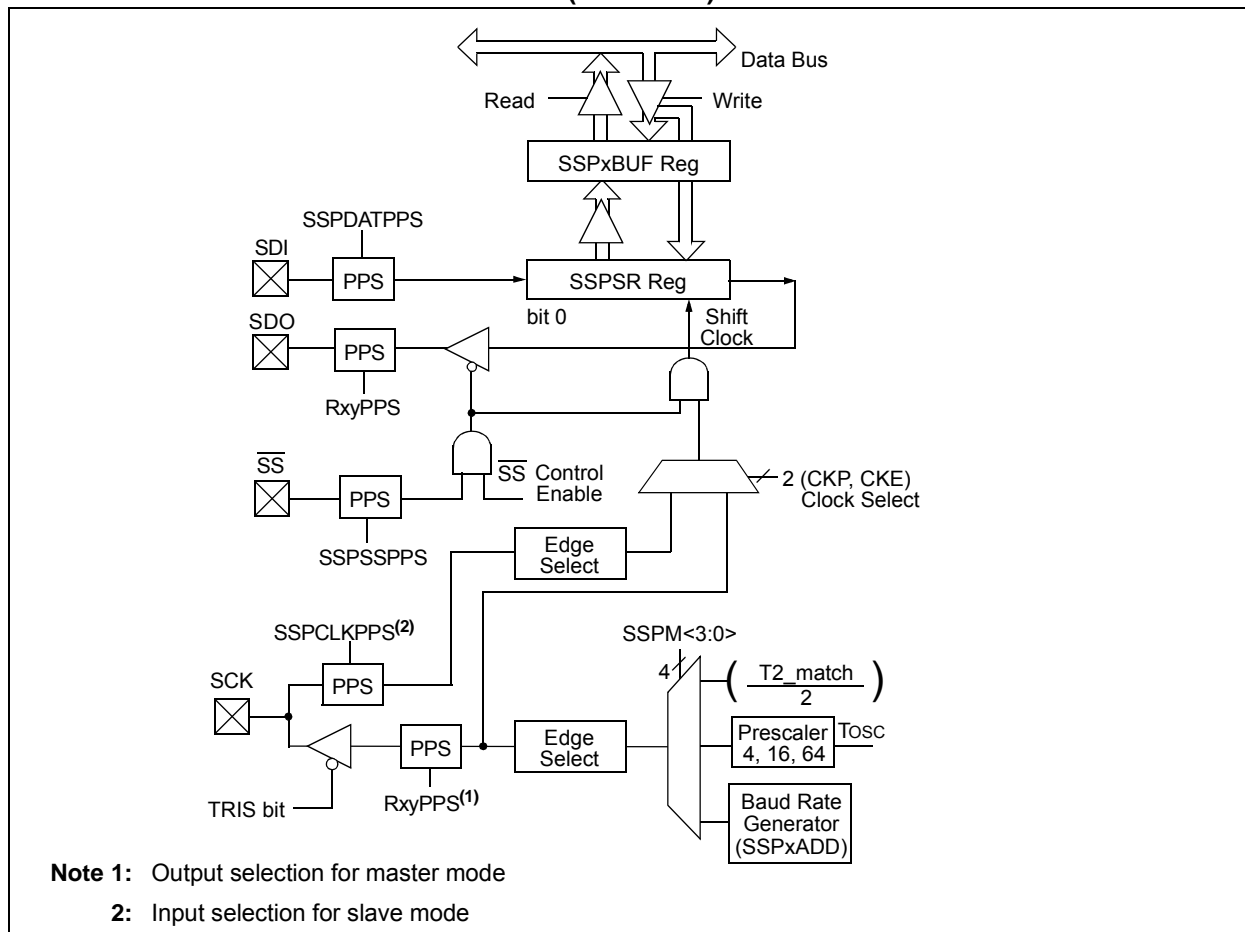 Data Bus
Read
Write
SSPxBUF Reg
SSPDATPPS
SDI
PPS
SSPSR Reg
bit 0
Shift
Clock
SDO
PPS
RxyPPS
SS
PPS
SS Control
Enable
2 (CKP, CKE)
Clock Select
SSPSSPPS
Edge
Select
SSPCLKPPS(2)
SCK
PPS
SSPM<3:0>
4
( T2_match
2 )
PPS
Edge
Select
Prescaler
4, 16, 64
TOSC
TRIS bit
RxyPPS(1)
Baud Rate
Generator
(SSPxADD)
Note 1: Output selection for master mode
2: Input selection for slave mode